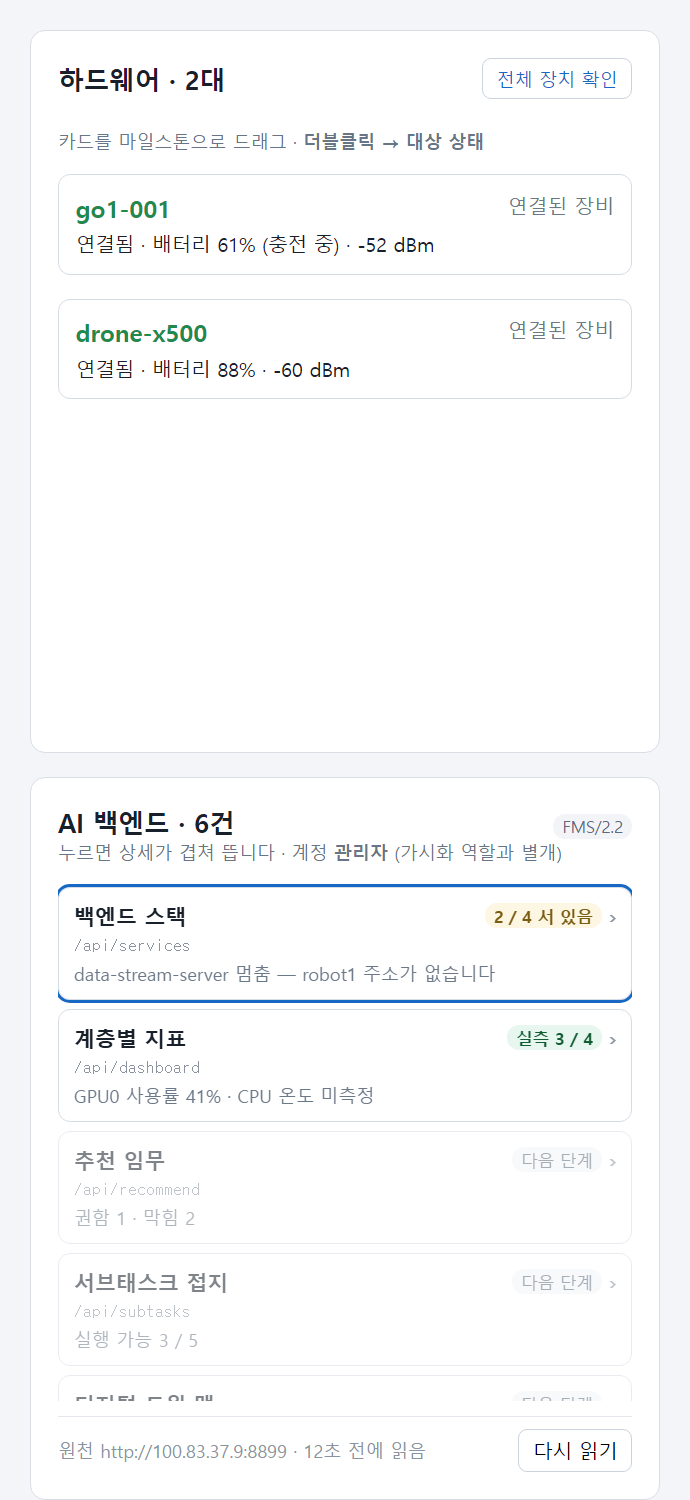 하드웨어 · 2대
전체 장치 확인
카드를 마일스톤으로 드래그 · 더블클릭 → 대상 상태
go1-001
연결된 장비
연결됨 · 배터리 61% (충전 중) · -52 dBm
drone-x500
연결된 장비
연결됨 · 배터리 88% · -60 dBm
AI 백엔드 · 6건
FMS/2.2
누르면 상세가 겹쳐 뜹니다 · 계정 관리자 (가시화 역할과 별개)
백엔드 스택
2 / 4 서 있음 ›
/api/services
data-stream-server 멈춤 — robot1 주소가 없습니다
계층별 지표
실측 3 / 4 ›
/api/dashboard
GPU0 사용률 41% · CPU 온도 미측정
추천 임무
다음 단계 ›
/api/recommend
권함 1 · 막힘 2
서브태스크 접지
다음 단계 ›
/api/subtasks
실행 가능 3 / 5
원천 http://100.83.37.9:8899 · 12초 전에 읽음
다시 읽기